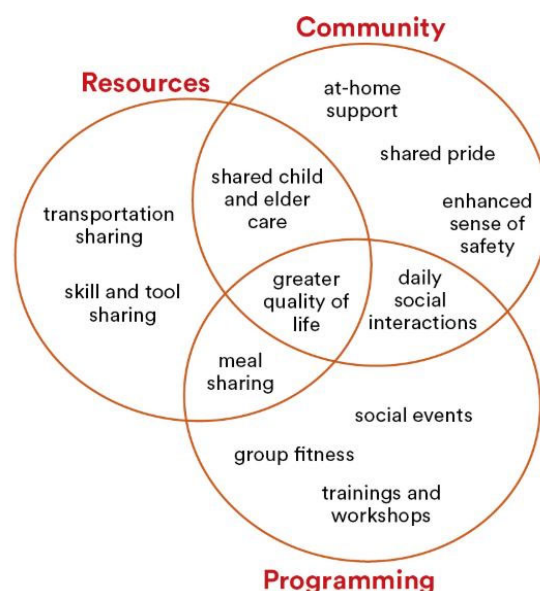 Community
Resources
at-home
support
shared pride
shared child
and elder
care
enhanced
sense of
safety
transportation
sharing
skill and tool
sharing
greater
quality of
life
daily
social
interactions
meal
sharing
social events
group fitness
trainings and
workshops
Programming